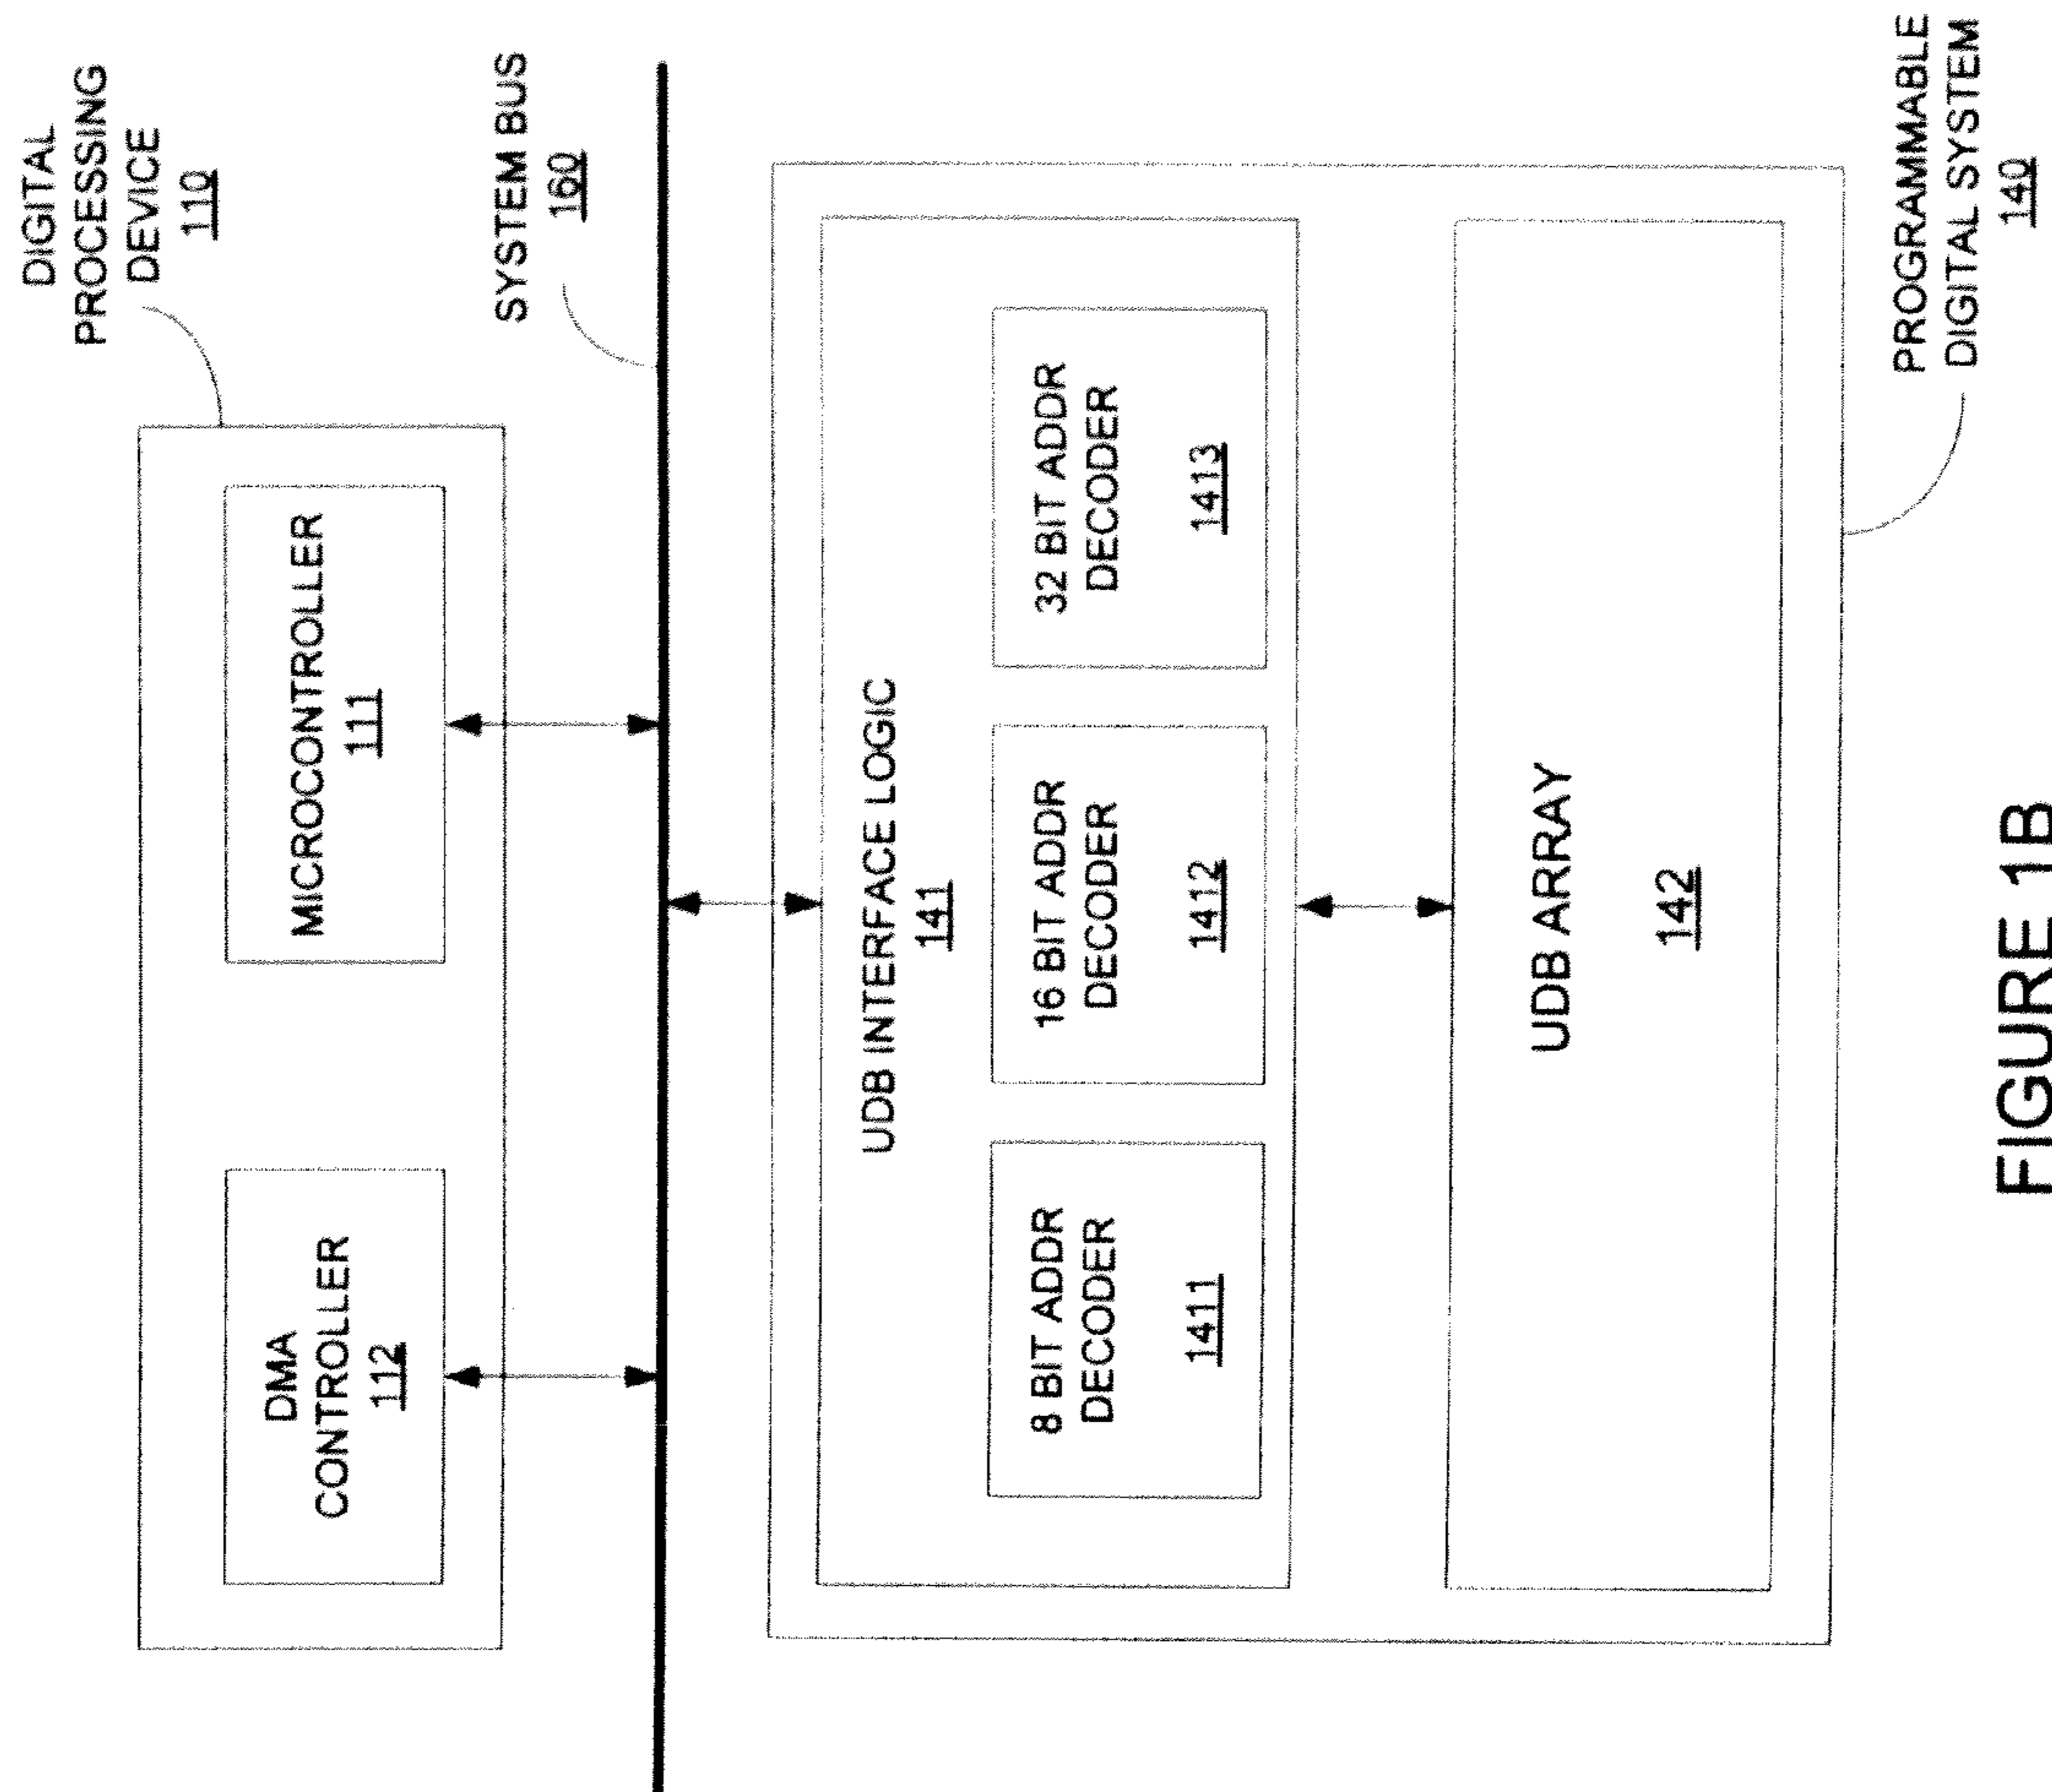 DIGITAL
PROCESSING
DEVICE
110
DMA
CONTROLLER
112
MICROCONTROLLER
111
SYSTEM BUS
160
UDB INTERFACE LOGIC
141
8 BIT ADDR
DECODER
1411
16 BIT ADDR
DECODER
1412
32 BIT ADDR
DECODER
1413
UDB ARRAY
142
PROGRAMMABLE
DIGITAL SYSTEM
140
FIGURE 1B